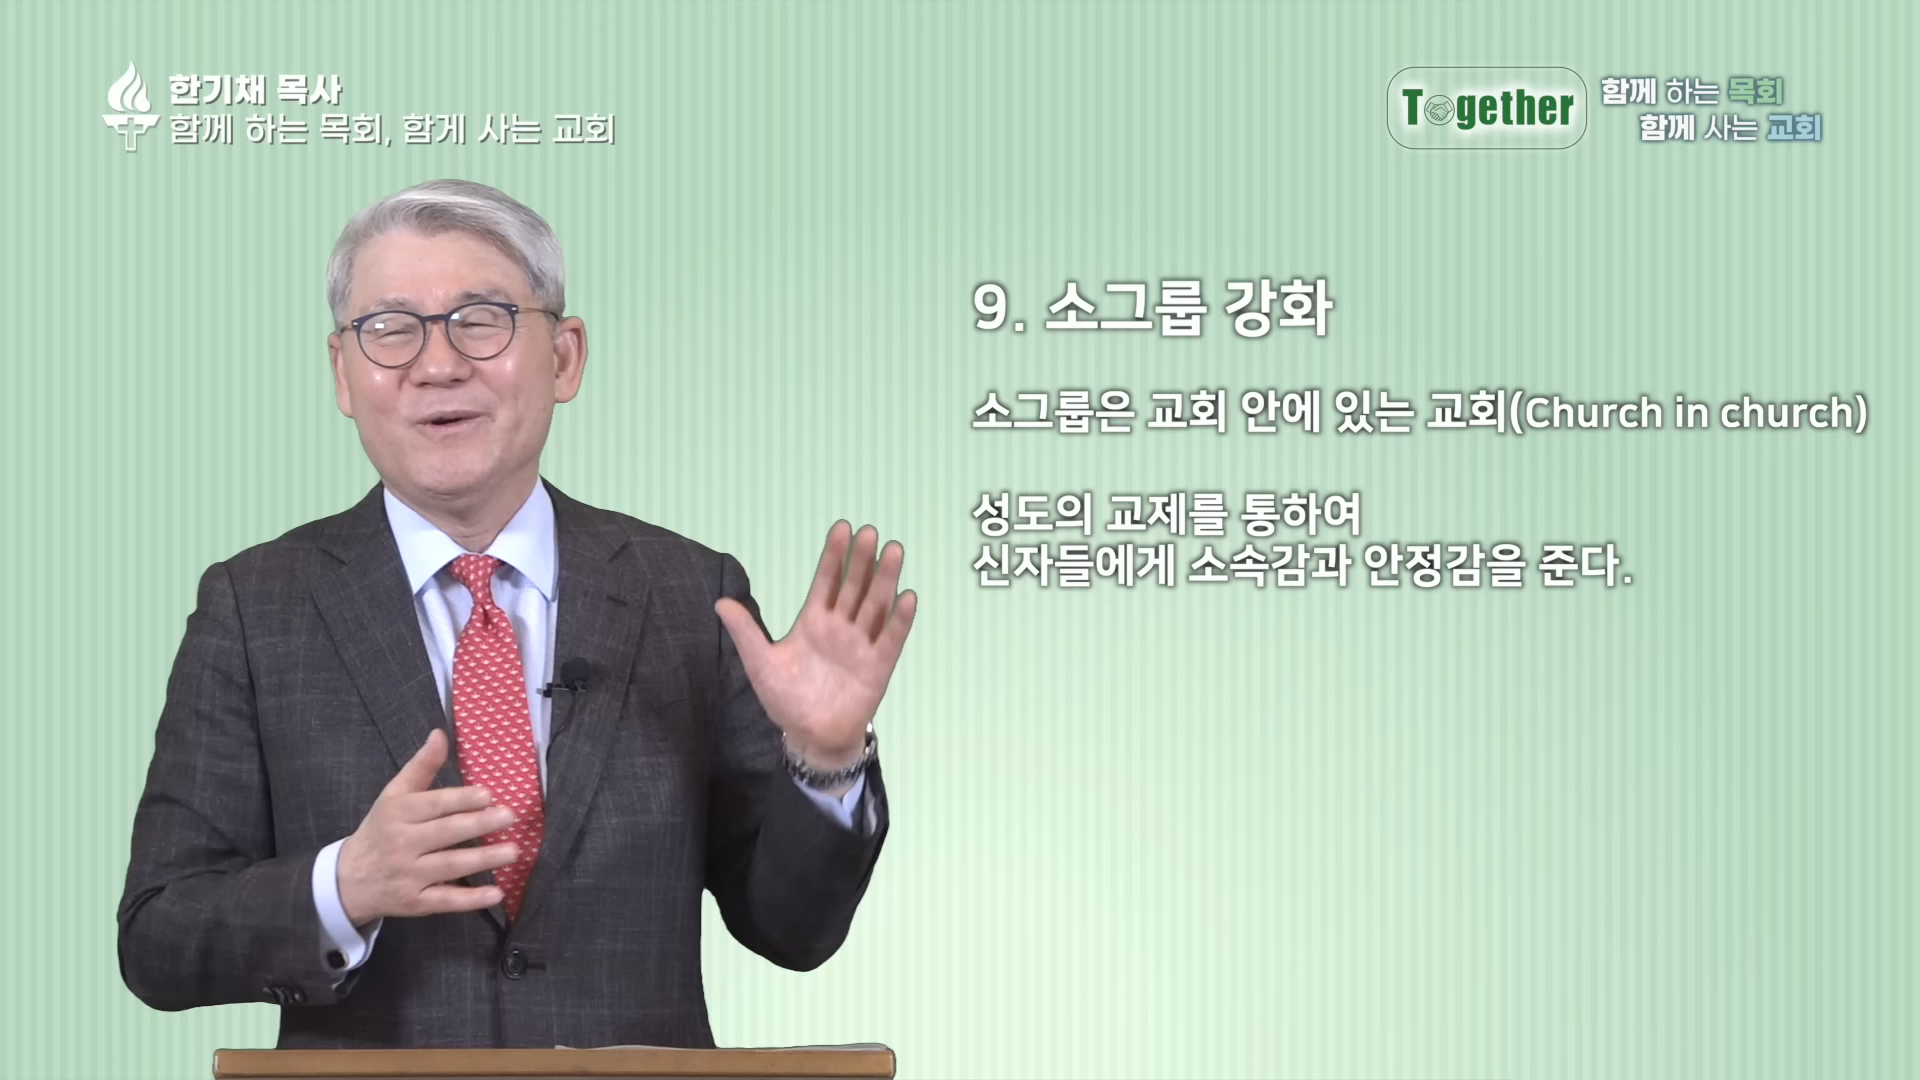 한기채 목사
함께 하는 목회, 함게 사는 교회
Together
함께 하는 목회
함께 사는 교회
9. 소그룹 강화
소그룹은 교회 안에 있는 교회(Church in church)
성도의 교제를 통하여
신자들에게 소속감과 안정감을 준다.